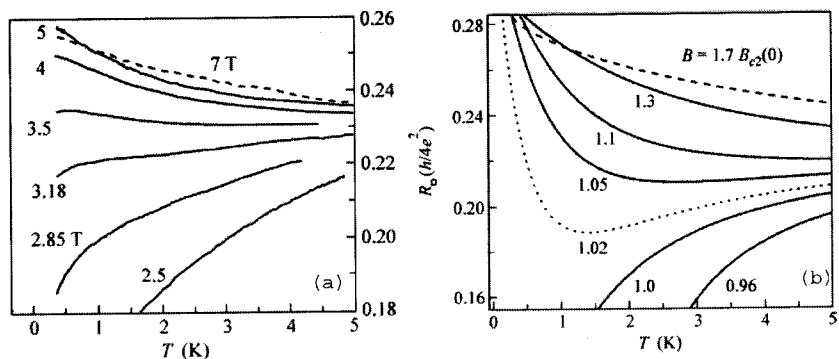 5
4
7 T
3.5
3.18
2.85 T
2.5
(a)
0.26
0.24
0.22
0.20
0.18
0 1 2 3 4 5
T (K)
0.28
0.24
0.20
0.16
R□ (h/4e²)
B = 1.7 Bc2(0)
1.3
1.1
1.05
1.02
1.0
0.96
(b)
0 1 2 3 4 5
T (K)